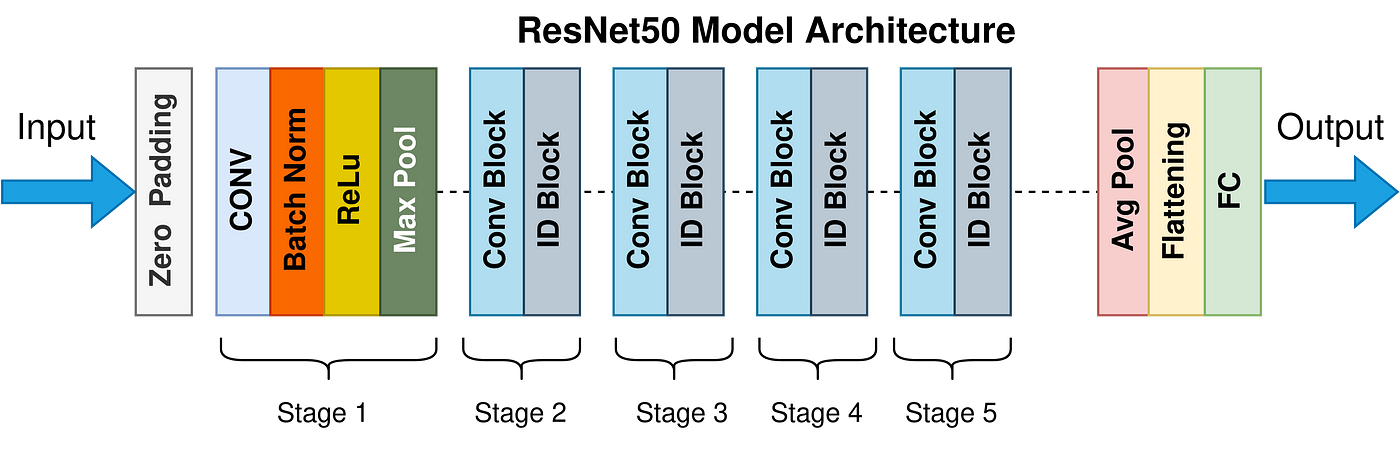 ResNet50 Model Architecture
Input
Zero Padding
CONV
Batch Norm
ReLu
Max Pool
Conv Block
ID Block
Conv Block
ID Block
Conv Block
ID Block
Conv Block
ID Block
Avg Pool
Flattening
FC
Output
Stage 1
Stage 2
Stage 3
Stage 4
Stage 5